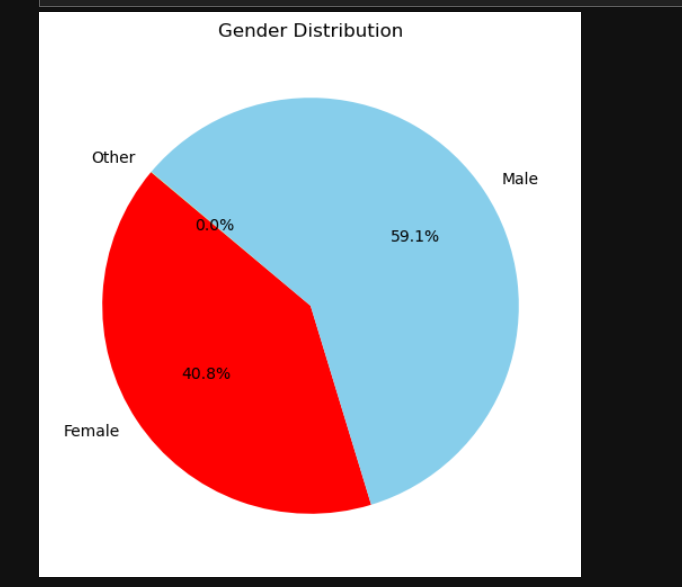 Gender Distribution
Other
Male
0.0%
59.1%
40.8%
Female